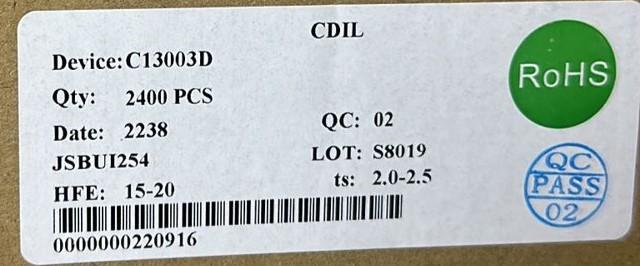 CDIL
Device:C13003D
Qty: 2400 PCS
Date: 2238
QC: 02
JSBUI254
LOT: S8019
HFE: 15-20
ts: 2.0-2.5
0000000220916
RoHS
QC
PASS
02